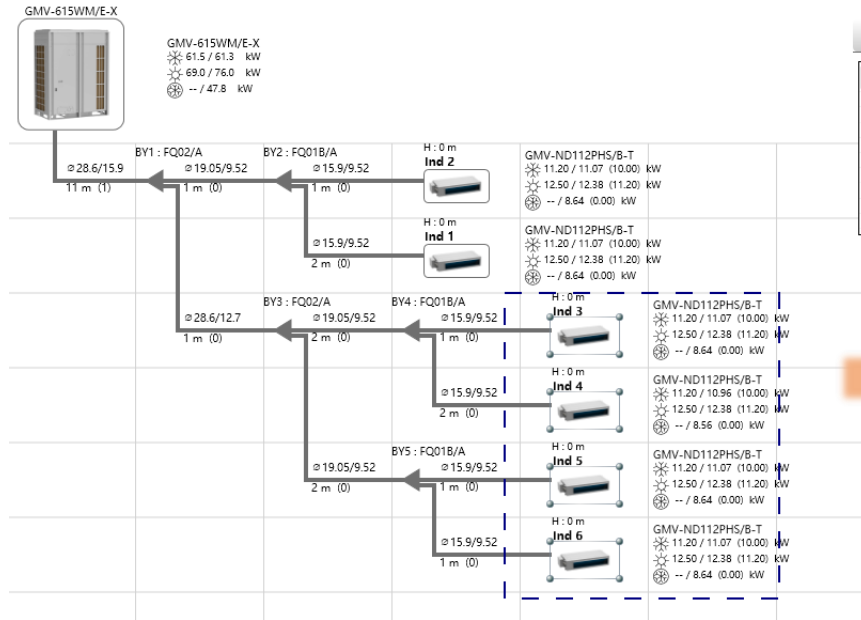 GMV-615WM/E-X
GMV-615WM/E-X
61.5 / 61.3 kW
69.0 / 76.0 kW
-- / 47.8 kW
⌀28.6/15.9
11 m (1)
BY1 : FQ02/A
⌀19.05/9.52
1 m (0)
BY2 : FQ01B/A
⌀15.9/9.52
1 m (0)
H : 0 m
Ind 2
GMV-ND112PHS/B-T
11.20 / 11.07 (10.00) kW
12.50 / 12.38 (11.20) kW
-- / 8.64 (0.00) kW
⌀15.9/9.52
2 m (0)
H : 0 m
Ind 1
GMV-ND112PHS/B-T
11.20 / 11.07 (10.00) kW
12.50 / 12.38 (11.20) kW
-- / 8.64 (0.00) kW
⌀28.6/12.7
1 m (0)
BY3 : FQ02/A
⌀19.05/9.52
2 m (0)
BY4 : FQ01B/A
⌀15.9/9.52
1 m (0)
H : 0 m
Ind 3
GMV-ND112PHS/B-T
11.20 / 11.07 (10.00) kW
12.50 / 12.38 (11.20) kW
-- / 8.64 (0.00) kW
⌀15.9/9.52
2 m (0)
H : 0 m
Ind 4
GMV-ND112PHS/B-T
11.20 / 10.96 (10.00) kW
12.50 / 12.38 (11.20) kW
-- / 8.56 (0.00) kW
⌀19.05/9.52
2 m (0)
BY5 : FQ01B/A
⌀15.9/9.52
1 m (0)
H : 0 m
Ind 5
GMV-ND112PHS/B-T
11.20 / 11.07 (10.00) kW
12.50 / 12.38 (11.20) kW
-- / 8.64 (0.00) kW
⌀15.9/9.52
1 m (0)
H : 0 m
Ind 6
GMV-ND112PHS/B-T
11.20 / 11.07 (10.00) kW
12.50 / 12.38 (11.20) kW
-- / 8.64 (0.00) kW